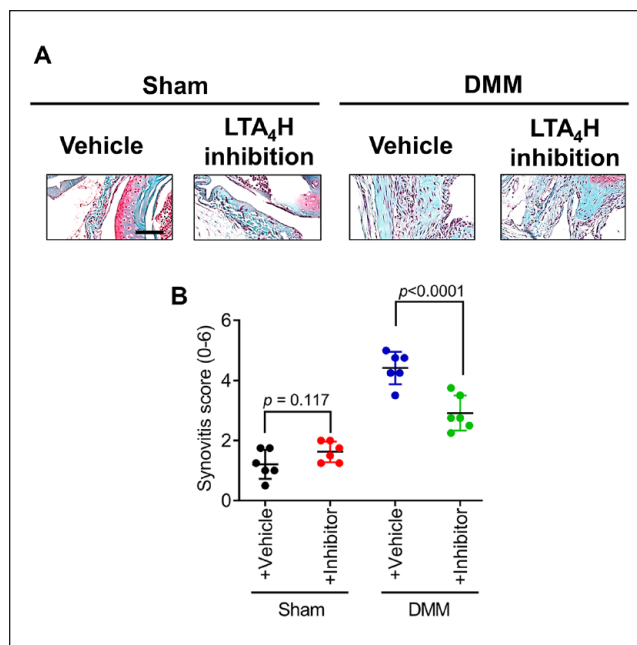 A
Sham DMM
Vehicle LTA₄H inhibition Vehicle LTA₄H inhibition
B
Synovitis score (0-6)
6
4
2
0
p = 0.117
p<0.0001
+Vehicle +Inhibitor +Vehicle +Inhibitor
Sham DMM